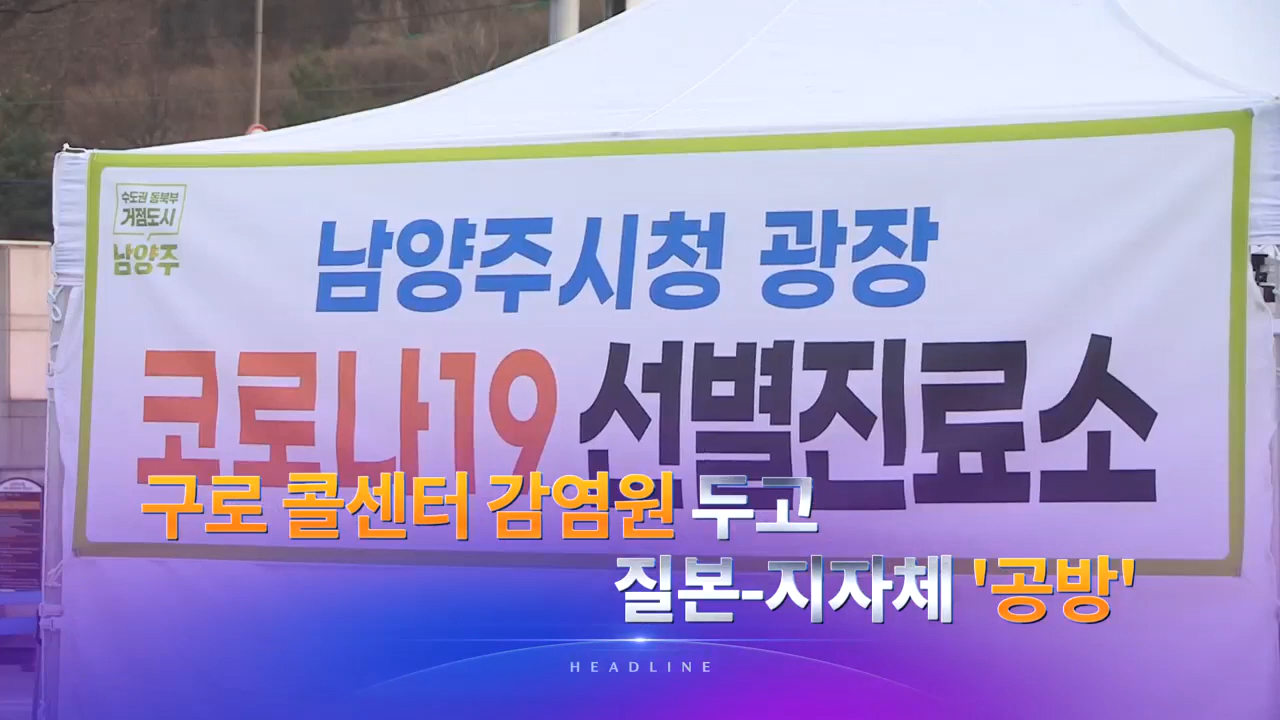 수도권 동북부
거점도시
남양주
남양주시청 광장
코로나19 선별진료소
구로 콜센터 감염원 두고
질본-지자체 '공방'
HEADLINE